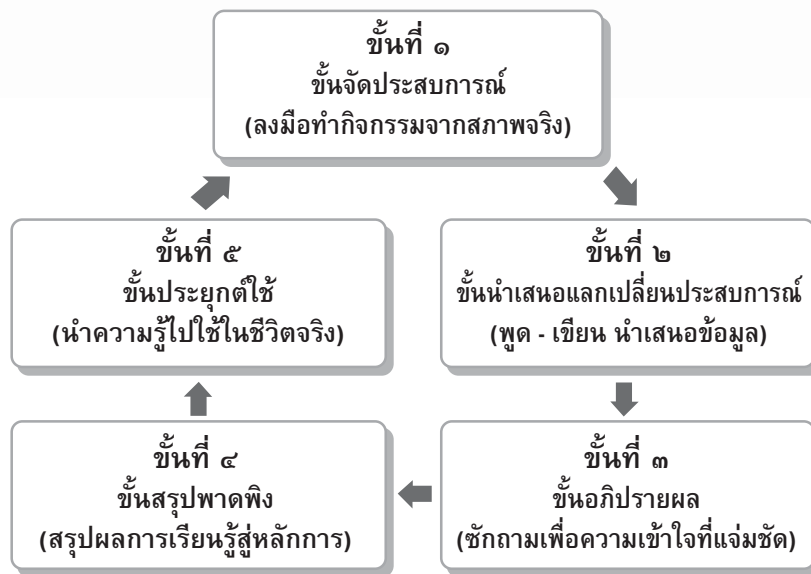 ขั้นที่ ๑
ขั้นจัดประสบการณ์
(ลงมือทำกิจกรรมจากสภาพจริง)
ขั้นที่ ๒
ขั้นนำเสนอแลกเปลี่ยนประสบการณ์
(พูด - เขียน นำเสนอข้อมูล)
ขั้นที่ ๓
ขั้นอภิปรายผล
(ซักถามเพื่อความเข้าใจที่แจ่มชัด)
ขั้นที่ ๔
ขั้นสรุปพาดพิง
(สรุปผลการเรียนรู้สู่หลักการ)
ขั้นที่ ๕
ขั้นประยุกต์ใช้
(นำความรู้ไปใช้ในชีวิตจริง)